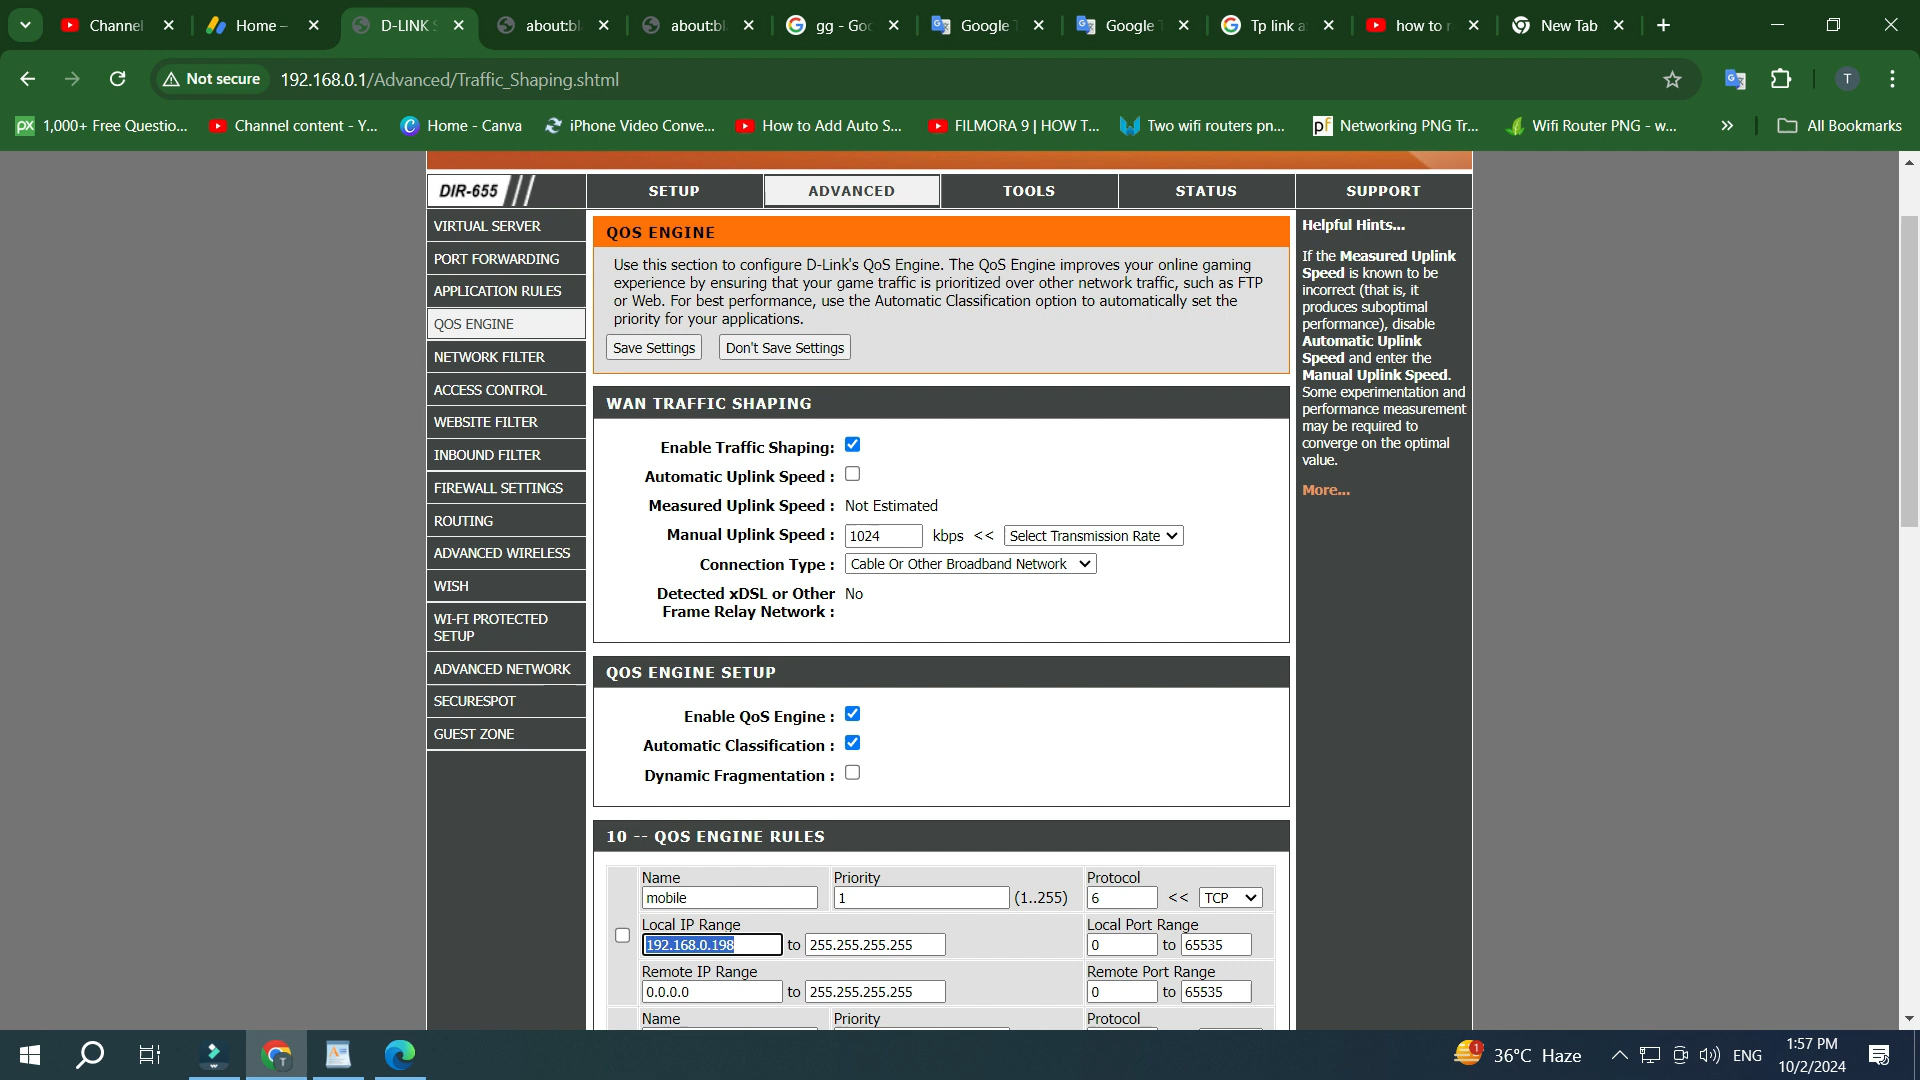 Channel
Home –
D-LINK S
about:bl
about:bl
gg - Goo
Google T
Google T
Tp link a
how to r
New Tab
Not secure
192.168.0.1/Advanced/Traffic_Shaping.shtml
T
1,000+ Free Questio...
Channel content - Y...
Home - Canva
iPhone Video Conve...
How to Add Auto S...
FILMORA 9 | HOW T...
Two wifi routers pn...
Networking PNG Tr...
Wifi Router PNG - w...
All Bookmarks
DIR-655
SETUP
ADVANCED
TOOLS
STATUS
SUPPORT
VIRTUAL SERVER
PORT FORWARDING
APPLICATION RULES
QOS ENGINE
NETWORK FILTER
ACCESS CONTROL
WEBSITE FILTER
INBOUND FILTER
FIREWALL SETTINGS
ROUTING
ADVANCED WIRELESS
WISH
WI-FI PROTECTED
SETUP
ADVANCED NETWORK
SECURESPOT
GUEST ZONE
QOS ENGINE
Use this section to configure D-Link's QoS Engine. The QoS Engine improves your online gaming
experience by ensuring that your game traffic is prioritized over other network traffic, such as FTP
or Web. For best performance, use the Automatic Classification option to automatically set the
priority for your applications.
Save Settings
Don't Save Settings
WAN TRAFFIC SHAPING
Enable Traffic Shaping:
Automatic Uplink Speed :
Measured Uplink Speed : Not Estimated
Manual Uplink Speed : 1024 kbps << Select Transmission Rate
Connection Type : Cable Or Other Broadband Network
Detected xDSL or Other No
Frame Relay Network :
QOS ENGINE SETUP
Enable QoS Engine :
Automatic Classification :
Dynamic Fragmentation :
10 -- QOS ENGINE RULES
Name Priority Protocol
mobile 1 (1..255) 6 << TCP
Local IP Range Local Port Range
192.168.0.198 to 255.255.255.255 0 to 65535
Remote IP Range Remote Port Range
0.0.0.0 to 255.255.255.255 0 to 65535
Name Priority Protocol
Helpful Hints...
If the Measured Uplink
Speed is known to be
incorrect (that is, it
produces suboptimal
performance), disable
Automatic Uplink
Speed and enter the
Manual Uplink Speed.
Some experimentation and
performance measurement
may be required to
converge on the optimal
value.
More...
1
36°C Haze
ENG
1:57 PM
10/2/2024